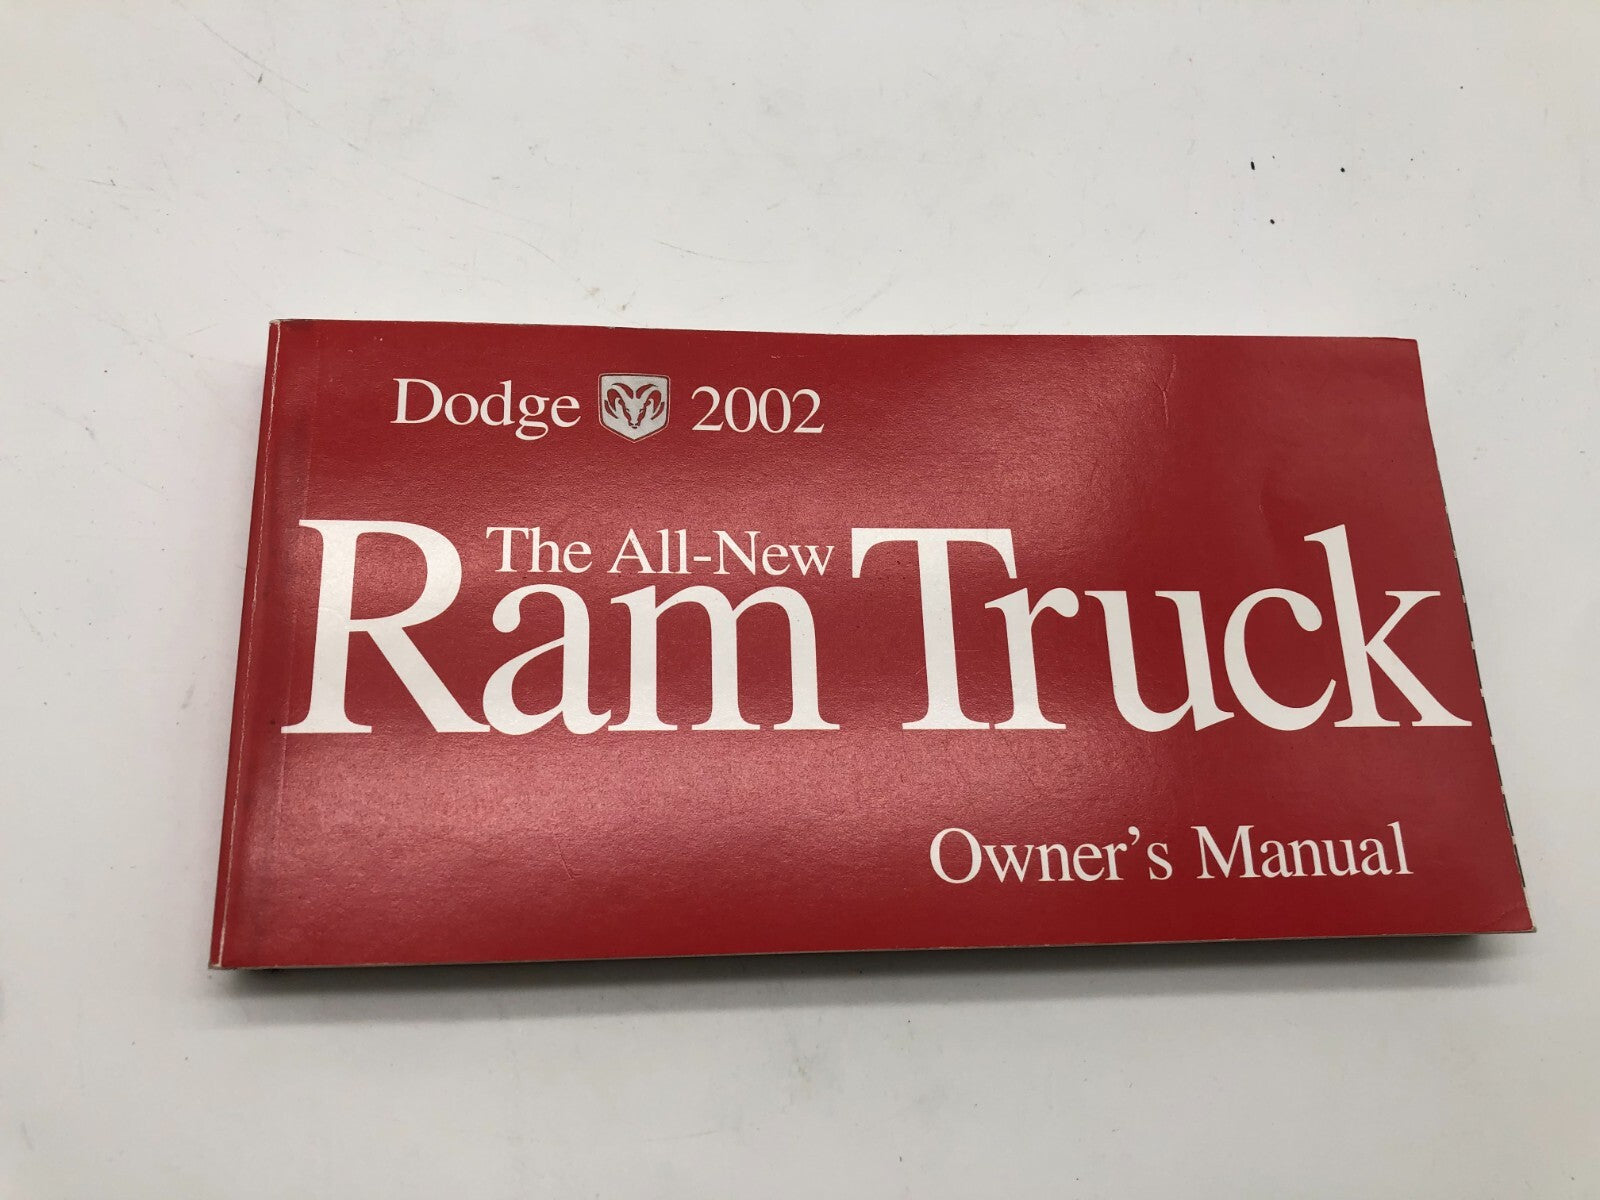 Dodge 2002
The All-New
Ram Truck
Owner's Manual